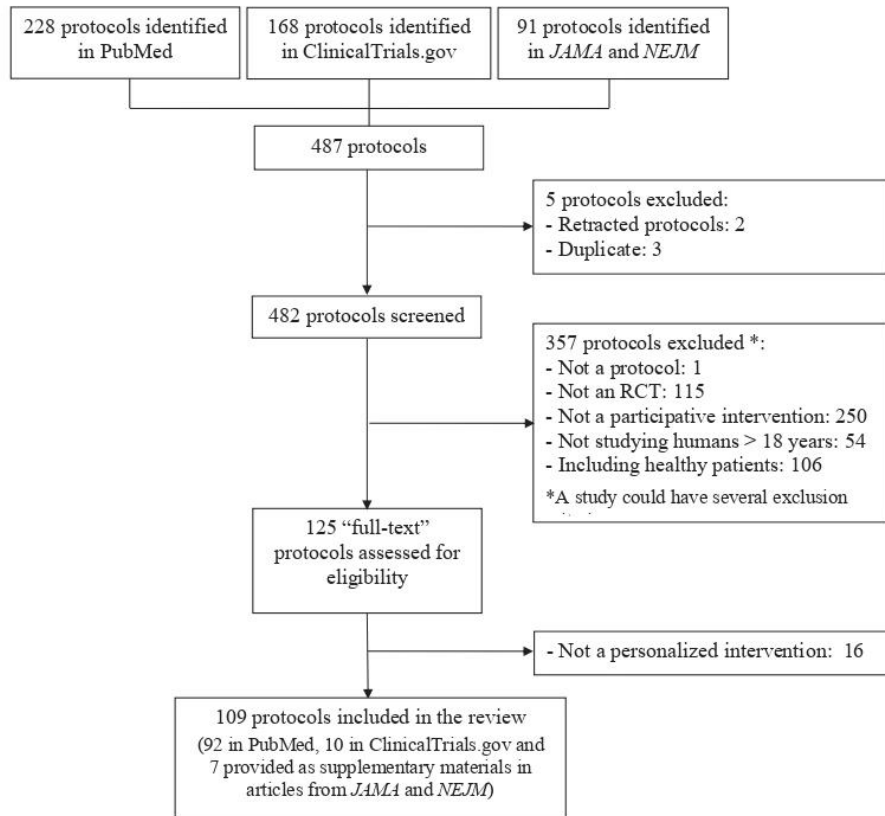 228 protocols identified
in PubMed
168 protocols identified
in ClinicalTrials.gov
91 protocols identified
in JAMA and NEJM
487 protocols
5 protocols excluded:
- Retracted protocols: 2
- Duplicate: 3
482 protocols screened
357 protocols excluded *:
- Not a protocol: 1
- Not an RCT: 115
- Not a participative intervention: 250
- Not studying humans > 18 years: 54
- Including healthy patients: 106
*A study could have several exclusion
125 “full-text”
protocols assessed for
eligibility
- Not a personalized intervention: 16
109 protocols included in the review
(92 in PubMed, 10 in ClinicalTrials.gov and
7 provided as supplementary materials in
articles from JAMA and NEJM)